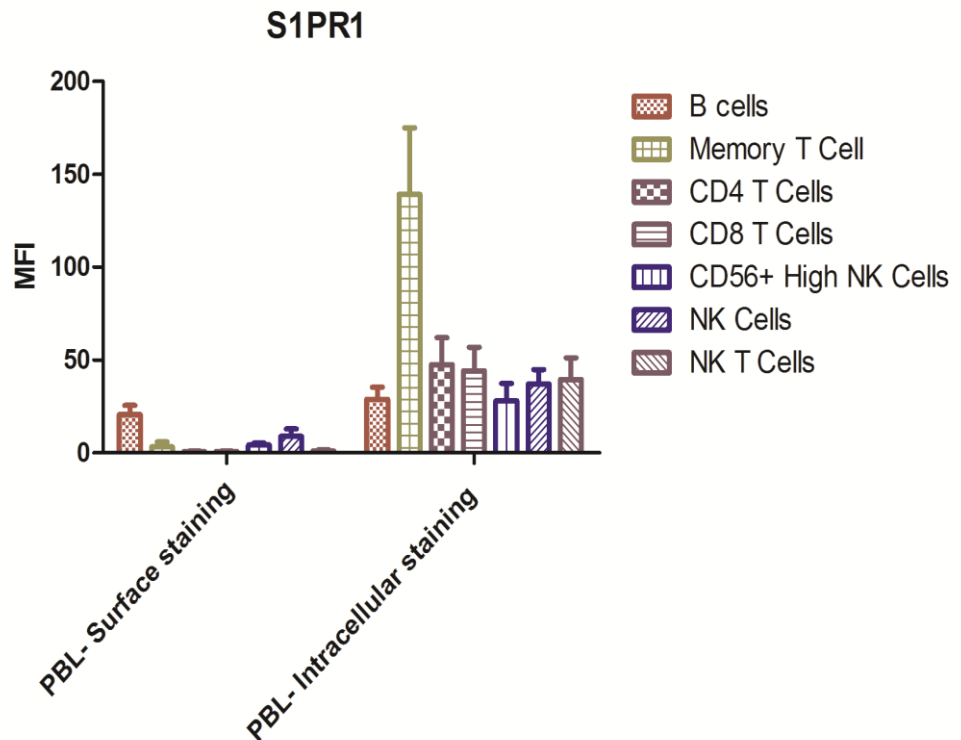 S1PR1
200
150
100
50
0
MFI
PBL- Surface staining
PBL- Intracellular staining
B cells
Memory T Cell
CD4 T Cells
CD8 T Cells
CD56+ High NK Cells
NK Cells
NK T Cells